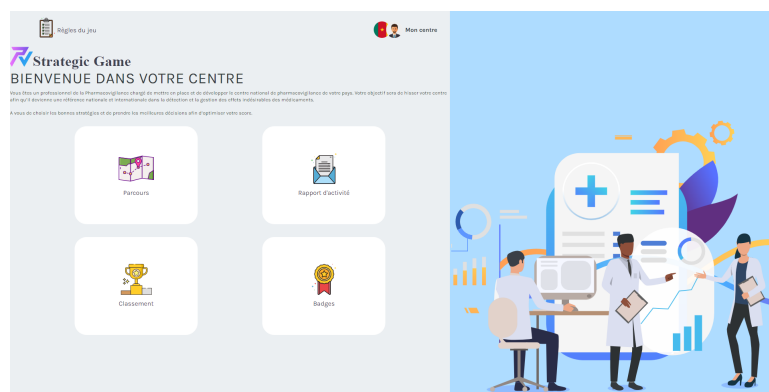 Règles du jeu
Mon centre
PV Strategic Game
BIENVENUE DANS VOTRE CENTRE
Vous êtes un professionnel de la Pharmacovigilance chargé de mettre en place et de développer le centre national de pharmacovigilance de votre pays. Votre objectif sera de hisser votre centre
afin qu'il devienne une référence nationale et internationale dans la détection et la gestion des effets indésirables des médicaments.
A vous de choisir les bonnes stratégies et de prendre les meilleures décisions afin d'optimiser votre score.
Parcours
Rapport d'activité
Classement
Badges